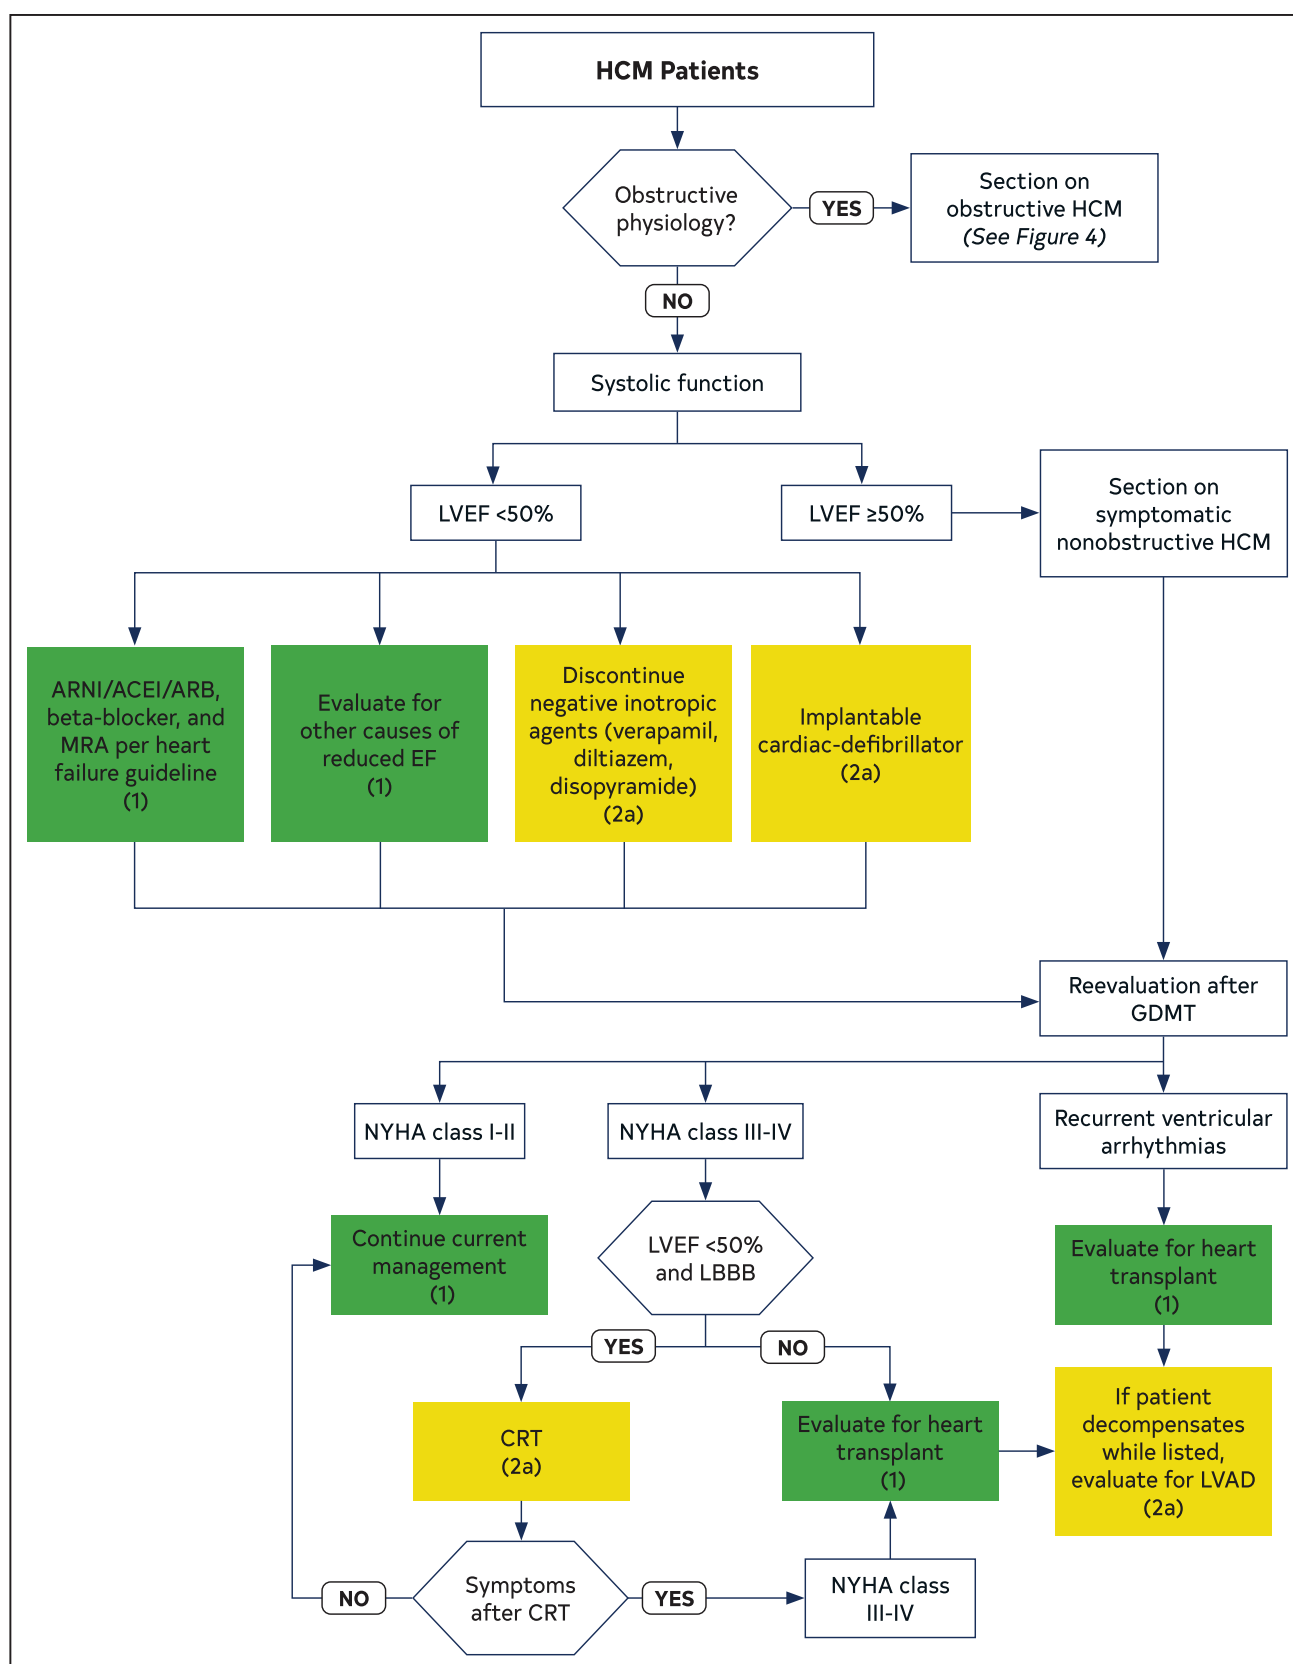 HCM Patients
Obstructive
physiology?
YES
Section on
obstructive HCM
(See Figure 4)
NO
Systolic function
LVEF <50%
LVEF ≥50%
Section on
symptomatic
nonobstructive HCM
ARNI/ACEI/ARB,
beta-blocker, and
MRA per heart
failure guideline
(1)
Evaluate for
other causes of
reduced EF
(1)
Discontinue
negative inotropic
agents (verapamil,
diltiazem,
disopyramide)
(2a)
Implantable
cardiac-defibrillator
(2a)
Reevaluation after
GDMT
NYHA class I-II
NYHA class III-IV
Recurrent ventricular
arrhythmias
Continue current
management
(1)
LVEF <50%
and LBBB
Evaluate for heart
transplant
(1)
YES
NO
CRT
(2a)
Evaluate for heart
transplant
(1)
If patient
decompensates
while listed,
evaluate for LVAD
(2a)
NO
Symptoms
after CRT
YES
NYHA class
III-IV